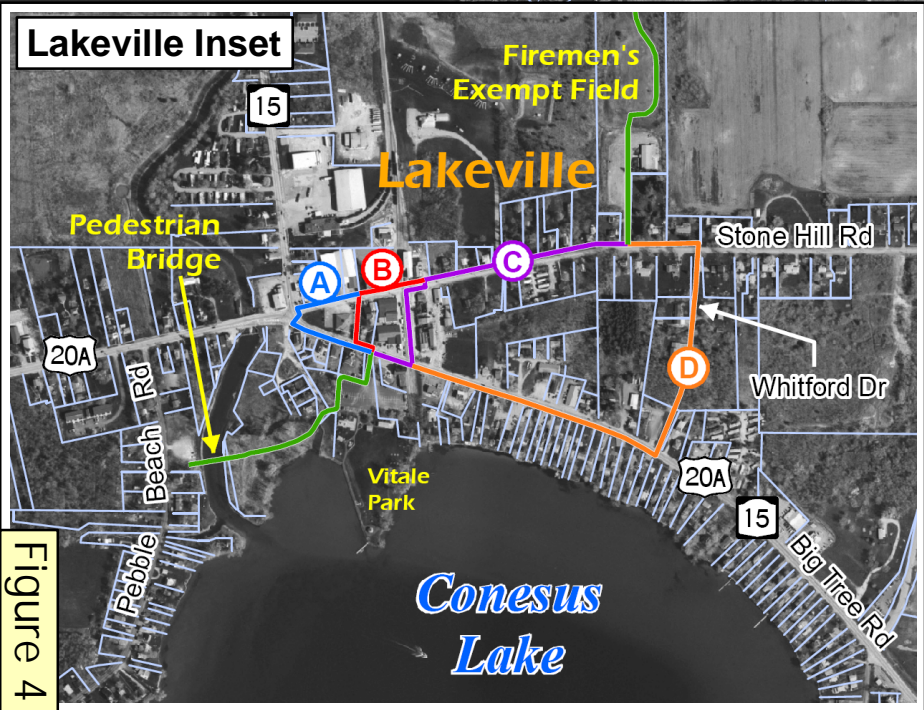 Lakeville Inset
15
Firemen's
Exempt Field
Lakeville
Pedestrian
Bridge
A
B
C
Stone Hill Rd
20A
D
Whitford Dr
Pebble Beach Rd
Vitale
Park
20A
15
Big Tree Rd
Conesus
Lake
Figure 4